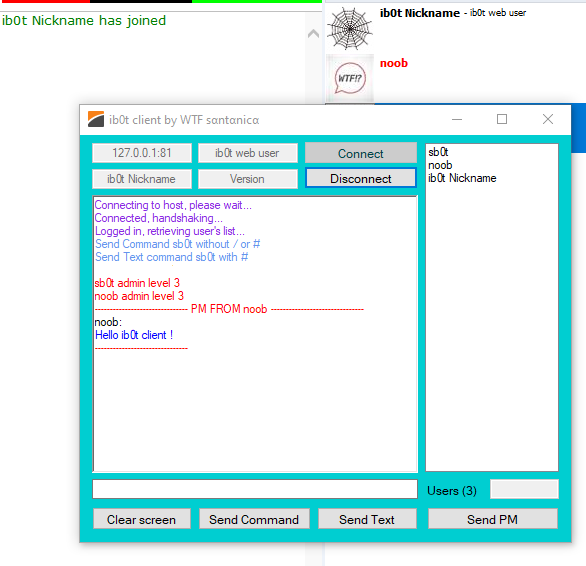 ib0t Nickname has joined
ib0t Nickname - ib0t web user
noob
WTF!?
ib0t client by WTF sαntαnicα
127.0.0.1:81
ib0t web user
Connect
ib0t Nickname
Version
Disconnect
Connecting to host, please wait...
Connected, handshaking...
Logged in, retrieving user's list...
Send Command sb0t without / or #
Send Text command sb0t with #
sb0t admin level 3
noob admin level 3
------------------------------ PM FROM noob ------------------------------
noob:
Hello ib0t client !
------------------------------
sb0t
noob
ib0t Nickname
Users (3)
Clear screen
Send Command
Send Text
Send PM